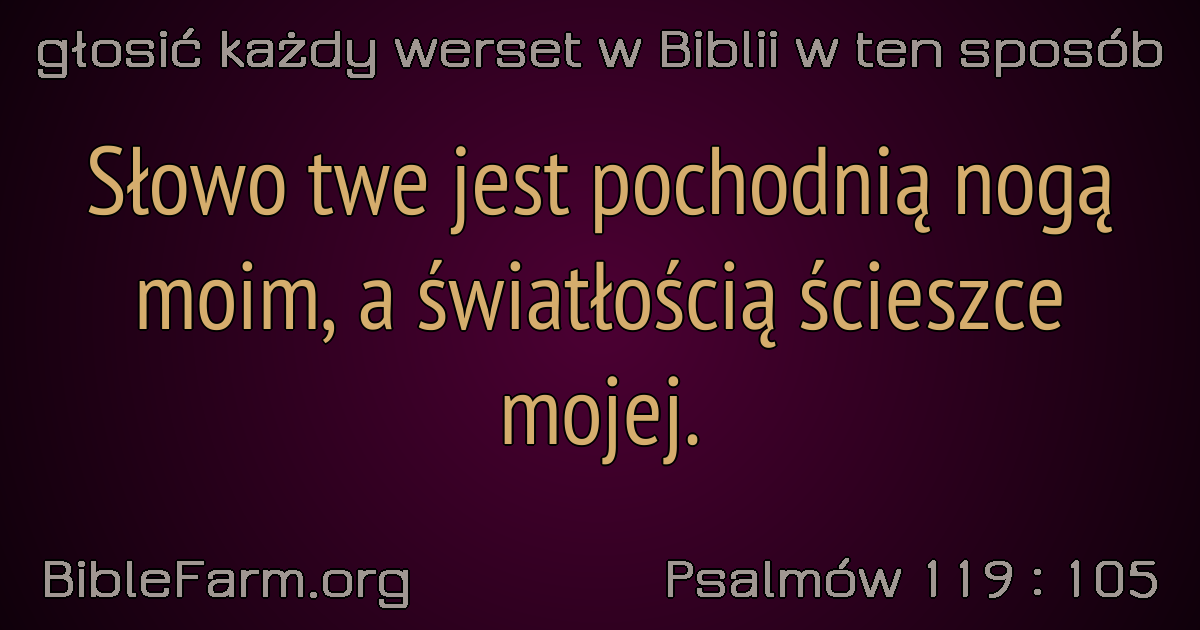 głosić każdy werset w Biblii w ten sposób
Słowo twe jest pochodnią nogą
moim, a światłością ścieszce
mojej.
BibleFarm.org
Psalmów 119 : 105